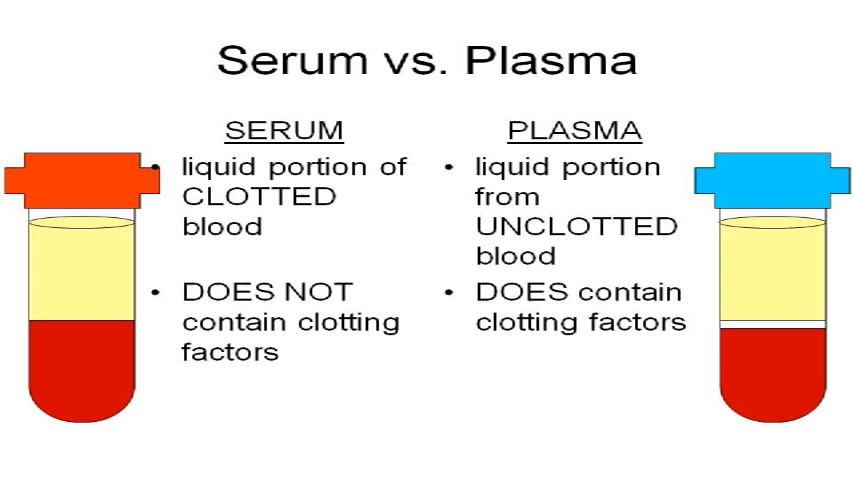 Serum vs. Plasma
SERUM
• liquid portion of
CLOTTED
blood
• DOES NOT
contain clotting
factors
PLASMA
• liquid portion
from
UNCLOTTED
blood
• DOES contain
clotting factors